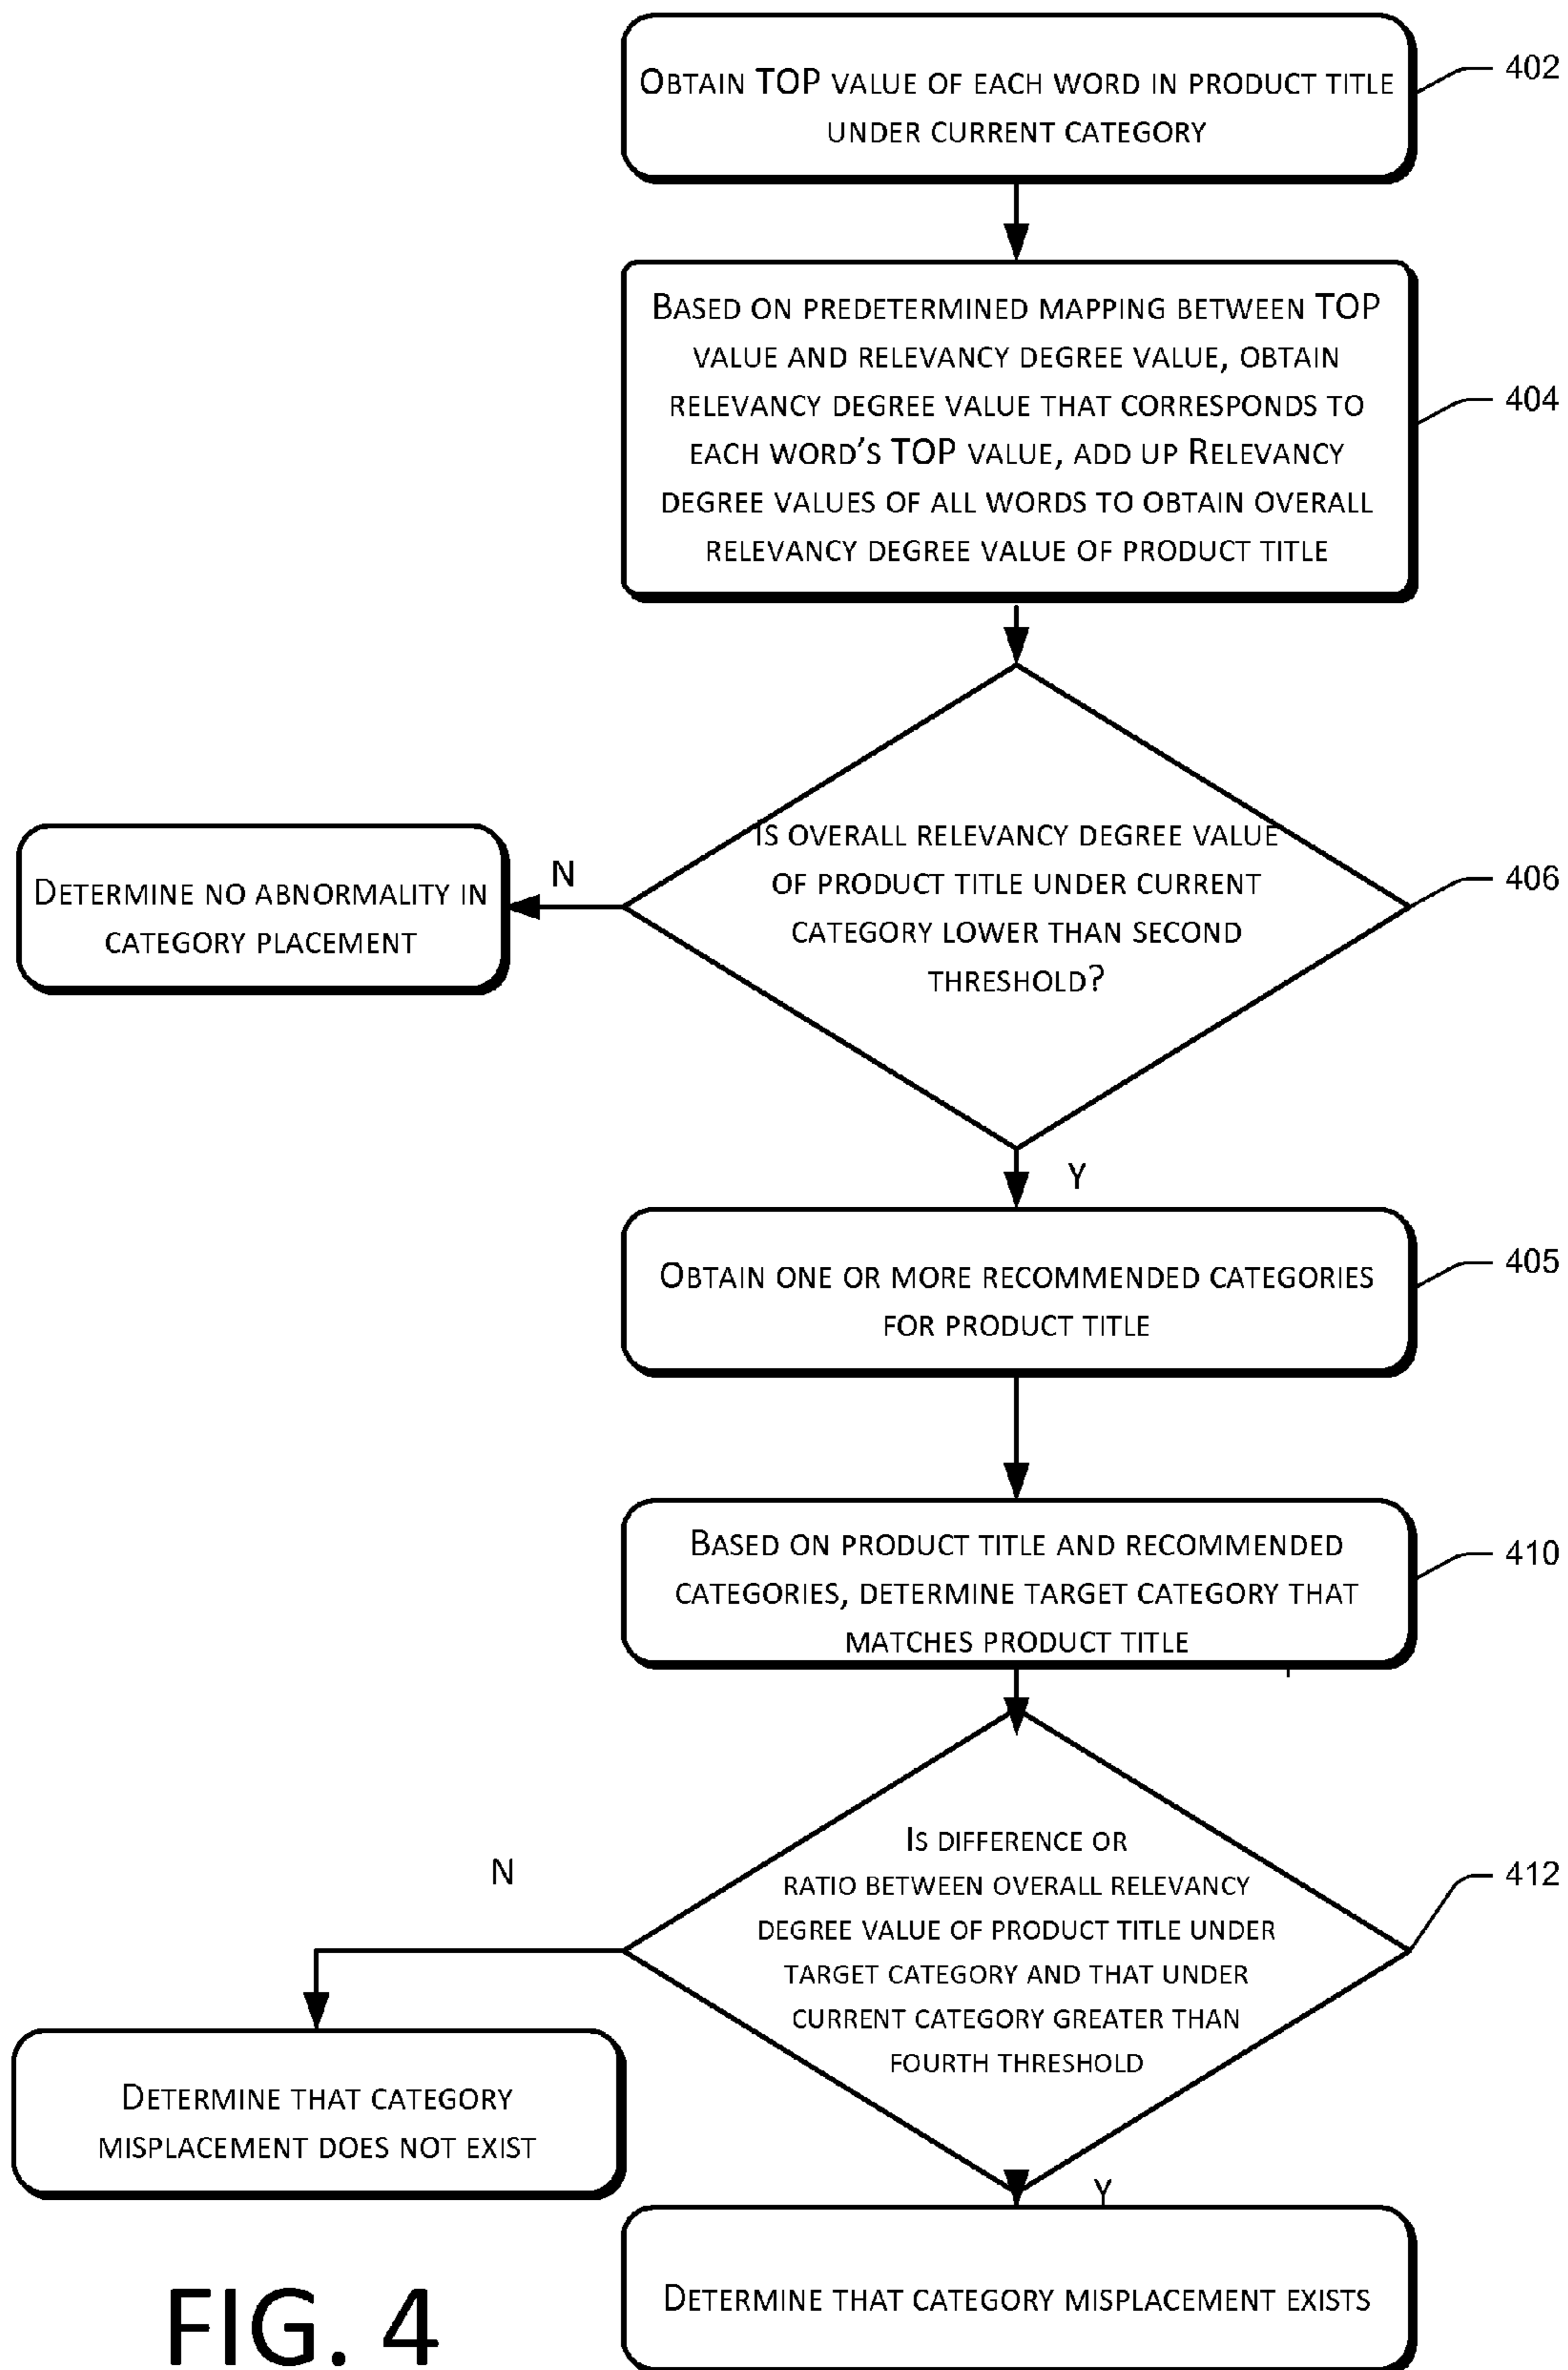 OBTAIN TOP VALUE OF EACH WORD IN PRODUCT TITLE
UNDER CURRENT CATEGORY
402
BASED ON PREDETERMINED MAPPING BETWEEN TOP
VALUE AND RELEVANCY DEGREE VALUE, OBTAIN
RELEVANCY DEGREE VALUE THAT CORRESPONDS TO
EACH WORD'S TOP VALUE, ADD UP RELEVANCY
DEGREE VALUES OF ALL WORDS TO OBTAIN OVERALL
RELEVANCY DEGREE VALUE OF PRODUCT TITLE
404
IS OVERALL RELEVANCY DEGREE VALUE
OF PRODUCT TITLE UNDER CURRENT
CATEGORY LOWER THAN SECOND
THRESHOLD?
406
N
DETERMINE NO ABNORMALITY IN
CATEGORY PLACEMENT
Y
OBTAIN ONE OR MORE RECOMMENDED CATEGORIES
FOR PRODUCT TITLE
405
BASED ON PRODUCT TITLE AND RECOMMENDED
CATEGORIES, DETERMINE TARGET CATEGORY THAT
MATCHES PRODUCT TITLE
410
IS DIFFERENCE OR
RATIO BETWEEN OVERALL RELEVANCY
DEGREE VALUE OF PRODUCT TITLE UNDER
TARGET CATEGORY AND THAT UNDER
CURRENT CATEGORY GREATER THAN
FOURTH THRESHOLD
412
N
DETERMINE THAT CATEGORY
MISPLACEMENT DOES NOT EXIST
Y
DETERMINE THAT CATEGORY MISPLACEMENT EXISTS
FIG. 4